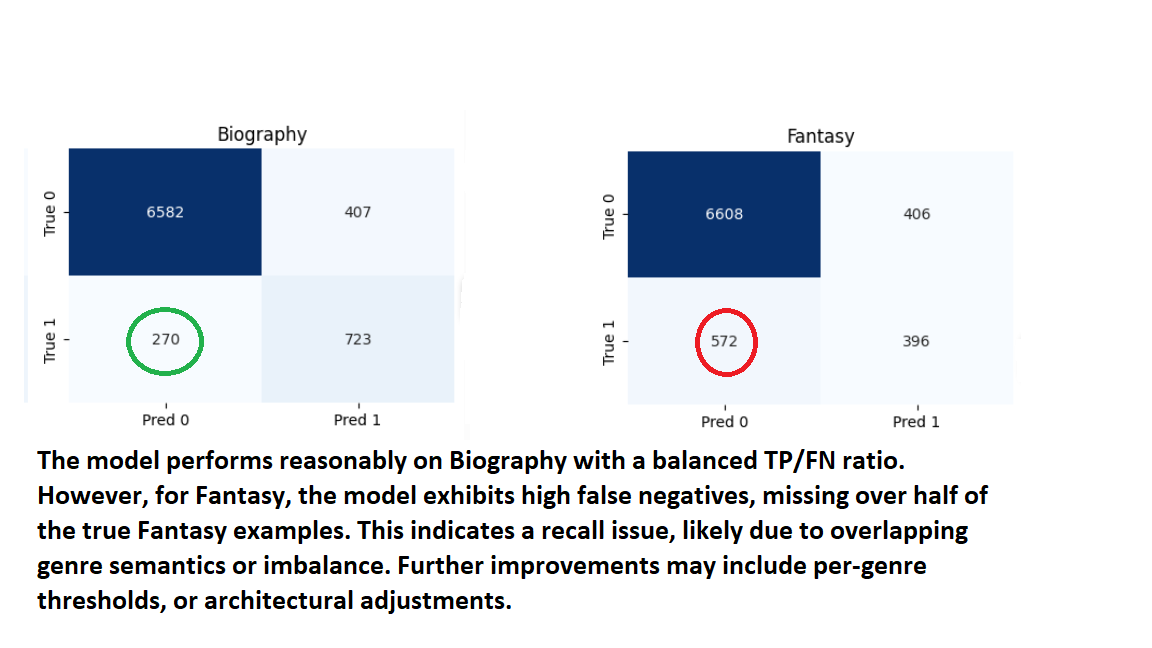 Biography
True 0
6582
407
True 1
270
723
Pred 0
Pred 1
Fantasy
True 0
6608
406
True 1
572
396
Pred 0
Pred 1
The model performs reasonably on Biography with a balanced TP/FN ratio.
However, for Fantasy, the model exhibits high false negatives, missing over half of
the true Fantasy examples. This indicates a recall issue, likely due to overlapping
genre semantics or imbalance. Further improvements may include per-genre
thresholds, or architectural adjustments.